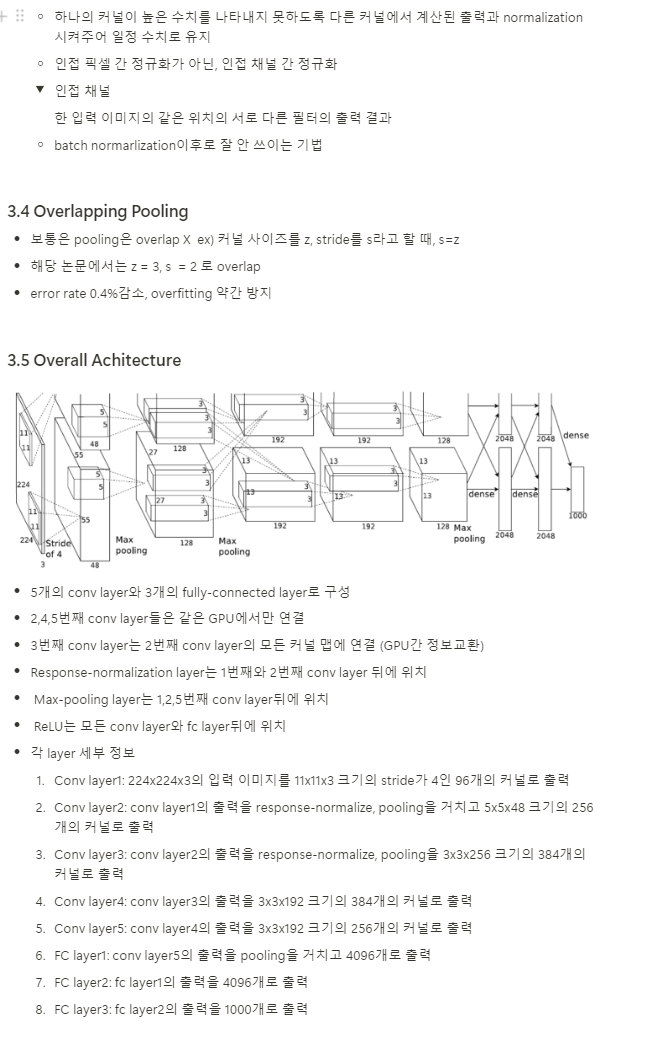 하나의 커널이 높은 수치를 나타내지 못하도록 다른 커널에서 계산된 출력과 normalization
시켜주어 일정 수치로 유지
인접 픽셀 간 정규화가 아닌, 인접 채널 간 정규화
인접 채널
한 입력 이미지의 같은 위치의 서로 다른 필터의 출력 결과
batch normarlization이후로 잘 안 쓰이는 기법
3.4 Overlapping Pooling
보통은 pooling은 overlap X ex) 커널 사이즈를 z, stride를 s라고 할 때, s=z
해당 논문에서는 z = 3, s = 2 로 overlap
error rate 0.4%감소, overfitting 약간 방지
3.5 Overall Achitecture
3 3 3
5 3 3 3
11 5 3
11 48 128 192 192 128 2048 2048 dense
55 27 13 13 13
224 5 3 3 3
5 3 13 3 13 3 13 dense dense
11 27 3
11 55 3 1000
224 Stride of 4 Max pooling 128 Max pooling 192 192 128 Max pooling 2048 2048
3 48
5개의 conv layer와 3개의 fully-connected layer로 구성
2,4,5번째 conv layer들은 같은 GPU에서만 연결
3번째 conv layer는 2번째 conv layer의 모든 커널 맵에 연결 (GPU간 정보교환)
Response-normalization layer는 1번째와 2번째 conv layer 뒤에 위치
Max-pooling layer는 1,2,5번째 conv layer뒤에 위치
ReLU는 모든 conv layer와 fc layer뒤에 위치
각 layer 세부 정보
1. Conv layer1: 224x224x3의 입력 이미지를 11x11x3 크기의 stride가 4인 96개의 커널로 출력
2. Conv layer2: conv layer1의 출력을 response-normalize, pooling을 거치고 5x5x48 크기의 256
개의 커널로 출력
3. Conv layer3: conv layer2의 출력을 response-normalize, pooling을 3x3x256 크기의 384개의
커널로 출력
4. Conv layer4: conv layer3의 출력을 3x3x192 크기의 384개의 커널로 출력
5. Conv layer5: conv layer4의 출력을 3x3x192 크기의 256개의 커널로 출력
6. FC layer1: conv layer5의 출력을 pooling을 거치고 4096개로 출력
7. FC layer2: fc layer1의 출력을 4096개로 출력
8. FC layer3: fc layer2의 출력을 1000개로 출력